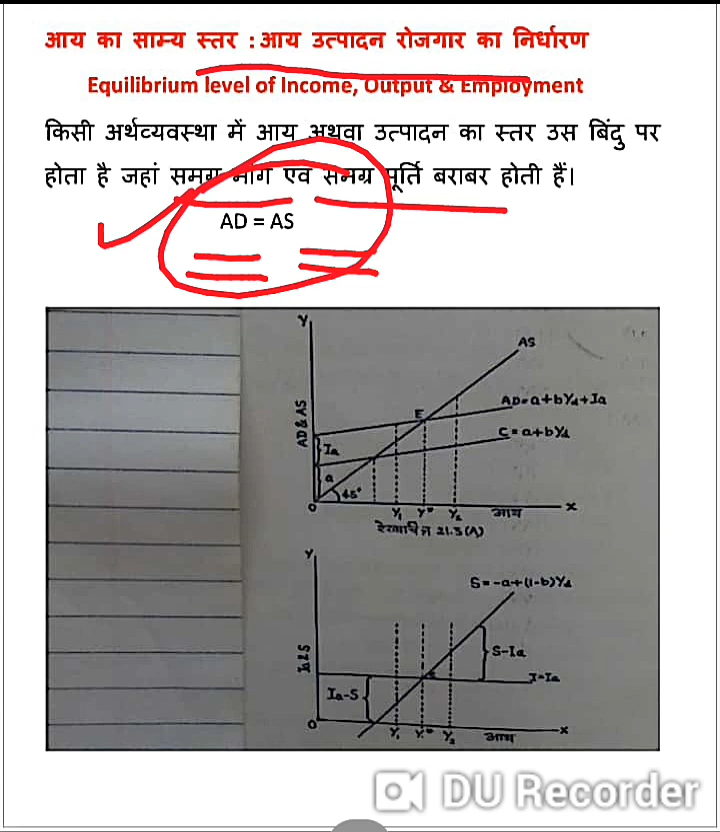 आय का साम्य स्तर : आय उत्पादन रोजगार का निर्धारण
Equilibrium level of Income, Output & Employment
किसी अर्थव्यवस्था में आय अथवा उत्पादन का स्तर उस बिंदु पर
होता है जहां समग्र मांग एवं समग्र पूर्ति बराबर होती हैं।
AD = AS
Y
AS
AD=a+bYd+Ia
C=a+bYd
AD & AS
E
Ia
a
45°
O
Y₁ Y* Y₂ आय X
रेखाचित्र 21.3(A)
Y
S=-a+(1-b)Yd
I&S
S-Ia
I=Ia
Ia-S
O
Y₁ Y* Y₂ आय X
DU Recorder